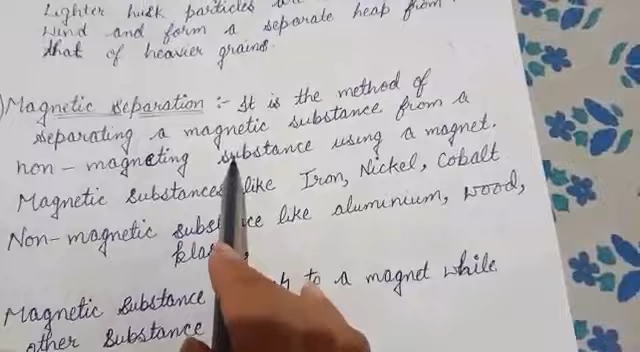 Lighter husk particles are
wind and form a separate heap from
that of heavier grains.
Magnetic separation :- It is the method of
separating a magnetic substance from a
non-magneting substance using a magnet.
Magnetic substances like Iron, Nickel, Cobalt
Non-magnetic like aluminium, wood,
Magnetic substance to a magnet while
other substance